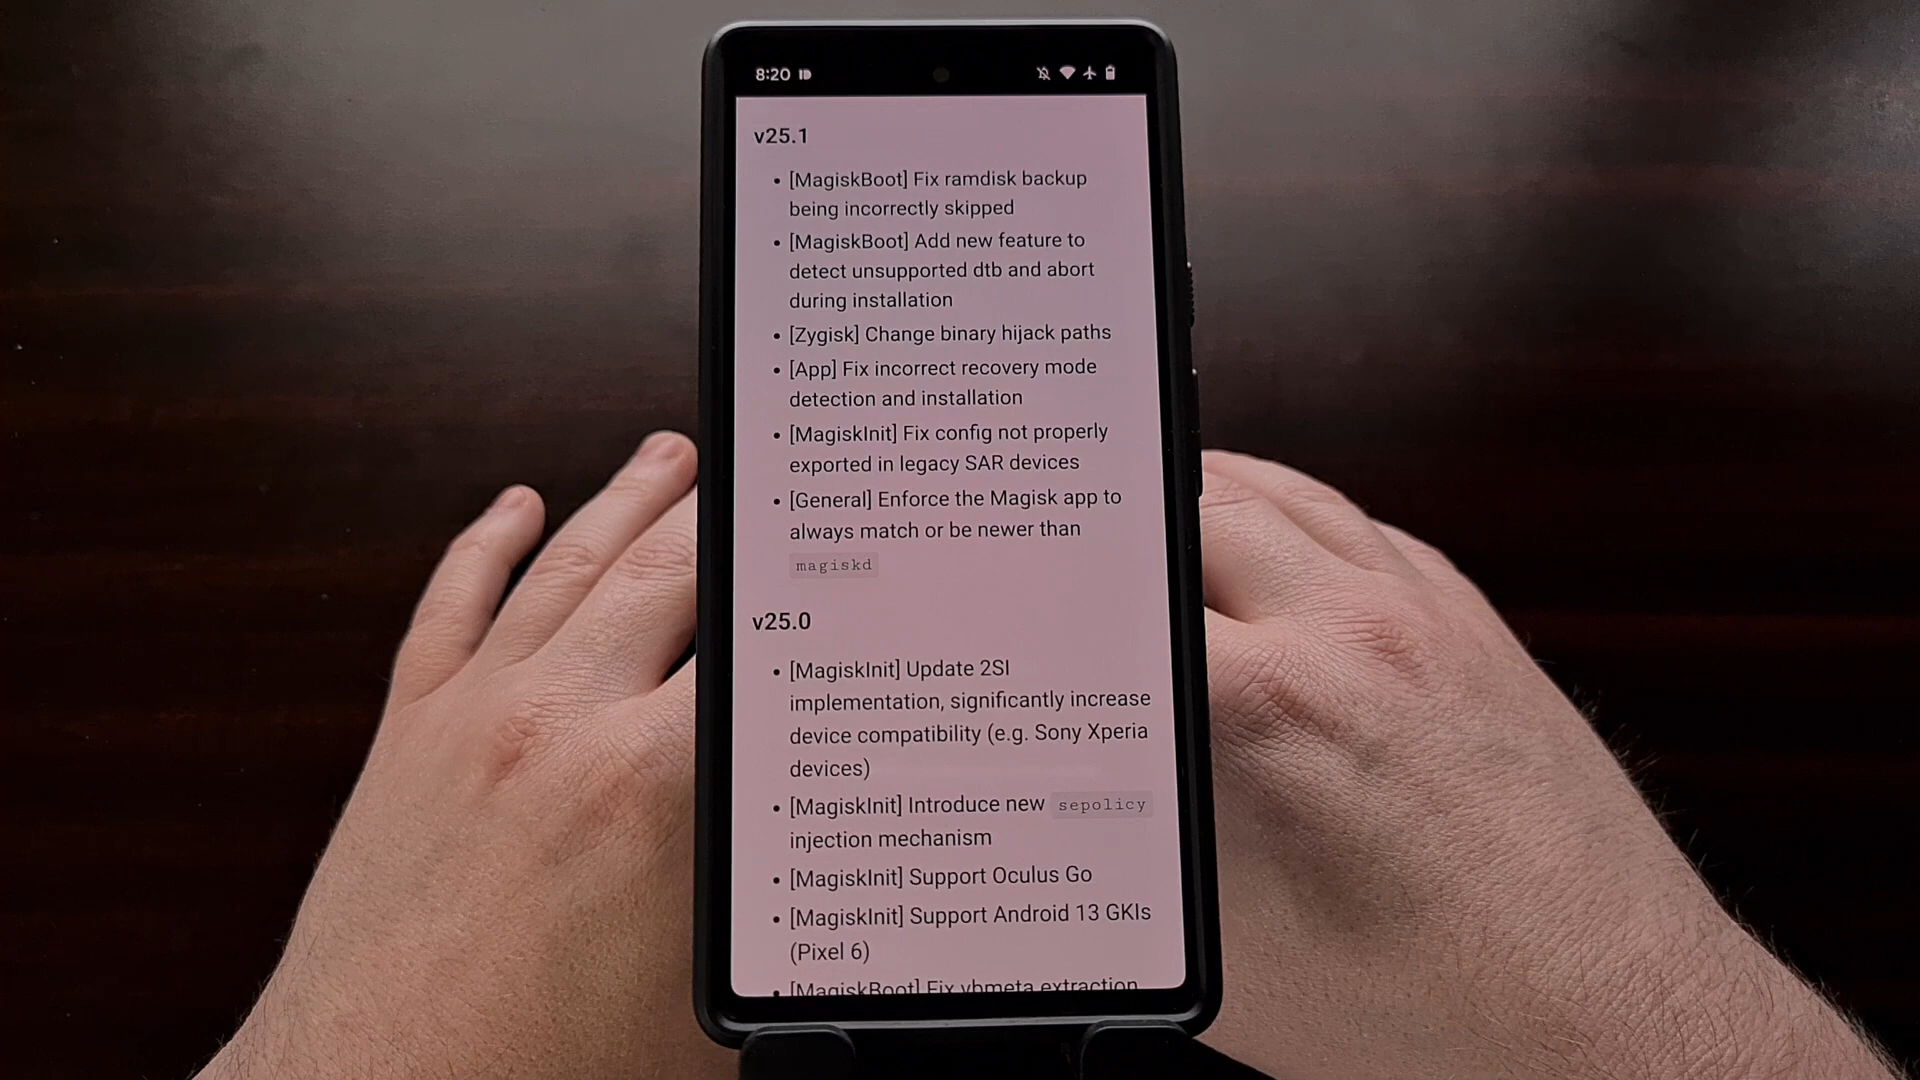 8:20
v25.1
• [MagiskBoot] Fix ramdisk backup
being incorrectly skipped
• [MagiskBoot] Add new feature to
detect unsupported dtb and abort
during installation
• [Zygisk] Change binary hijack paths
• [App] Fix incorrect recovery mode
detection and installation
• [MagiskInit] Fix config not properly
exported in legacy SAR devices
• [General] Enforce the Magisk app to
always match or be newer than
magiskd
v25.0
• [MagiskInit] Update 2SI
implementation, significantly increase
device compatibility (e.g. Sony Xperia
devices)
• [MagiskInit] Introduce new sepolicy
injection mechanism
• [MagiskInit] Support Oculus Go
• [MagiskInit] Support Android 13 GKIs
(Pixel 6)
• [MagiskBoot] Fix vbmeta extraction